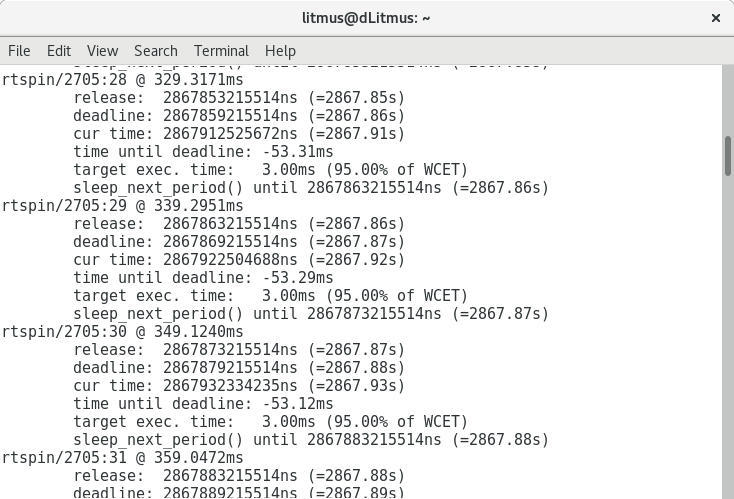 litmus@dLitmus: ~
File Edit View Search Terminal Help
rtspin/2705:28 @ 329.3171ms
release: 2867853215514ns (=2867.85s)
deadline: 2867859215514ns (=2867.86s)
cur time: 2867912525672ns (=2867.91s)
time until deadline: -53.31ms
target exec. time: 3.00ms (95.00% of WCET)
sleep_next_period() until 2867863215514ns (=2867.86s)
rtspin/2705:29 @ 339.2951ms
release: 2867863215514ns (=2867.86s)
deadline: 2867869215514ns (=2867.87s)
cur time: 2867922504688ns (=2867.92s)
time until deadline: -53.29ms
target exec. time: 3.00ms (95.00% of WCET)
sleep_next_period() until 2867873215514ns (=2867.87s)
rtspin/2705:30 @ 349.1240ms
release: 2867873215514ns (=2867.87s)
deadline: 2867879215514ns (=2867.88s)
cur time: 2867932334235ns (=2867.93s)
time until deadline: -53.12ms
target exec. time: 3.00ms (95.00% of WCET)
sleep_next_period() until 2867883215514ns (=2867.88s)
rtspin/2705:31 @ 359.0472ms
release: 2867883215514ns (=2867.88s)
deadline: 2867889215514ns (=2867.89s)